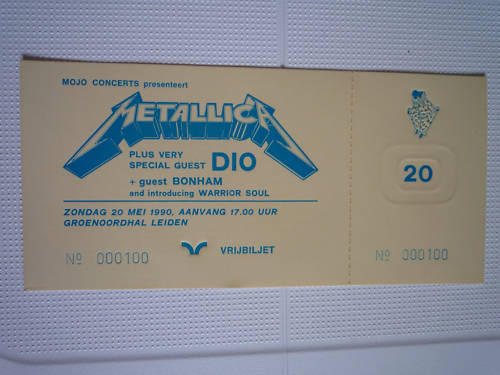 MOJO CONCERTS presenteert
METALLICA
PLUS VERY
SPECIAL GUEST DIO
+ guest BONHAM
and introducing WARRIOR SOUL
ZONDAG 20 MEI 1990, AANVANG 17.00 UUR
GROENOORDHAL LEIDEN
Nº 000100
VRIJBILJET
20
Nº 000100